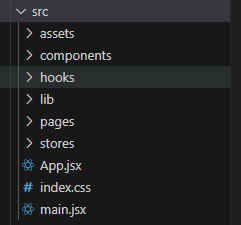 src
assets
components
hooks
lib
pages
stores
App.jsx
# index.css
main.jsx